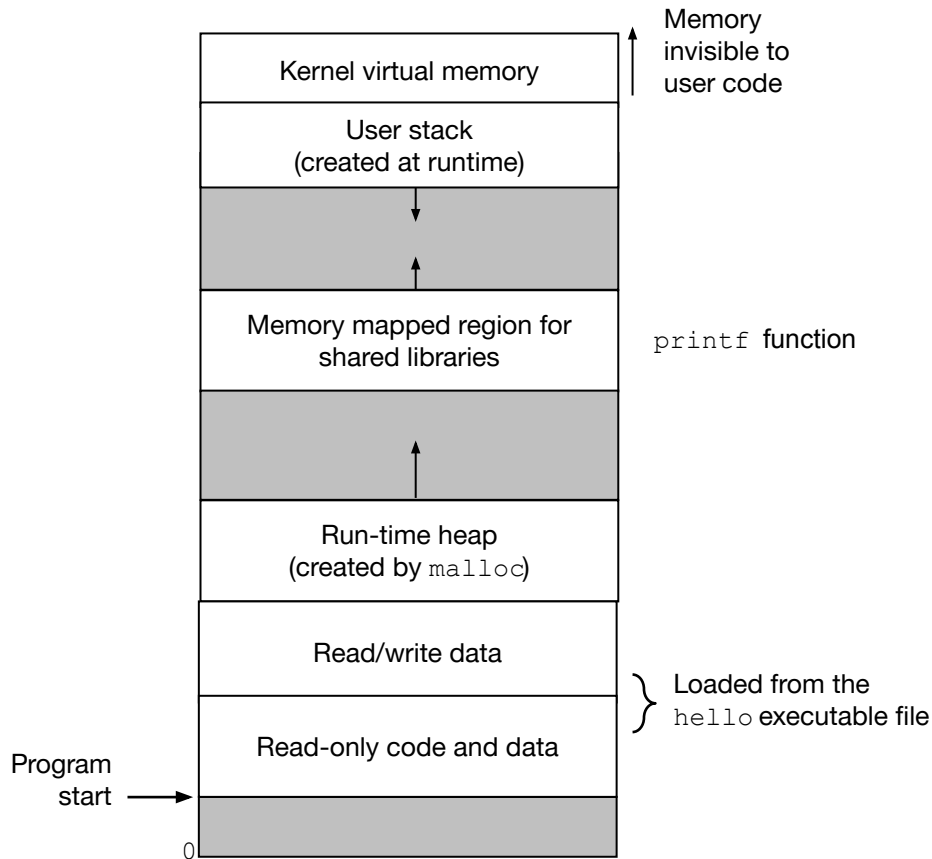 Memory
invisible to
user code
Kernel virtual memory
User stack
(created at runtime)
Memory mapped region for
shared libraries
printf function
Run-time heap
(created by malloc)
Read/write data
Loaded from the
hello executable file
Read-only code and data
Program
start
0